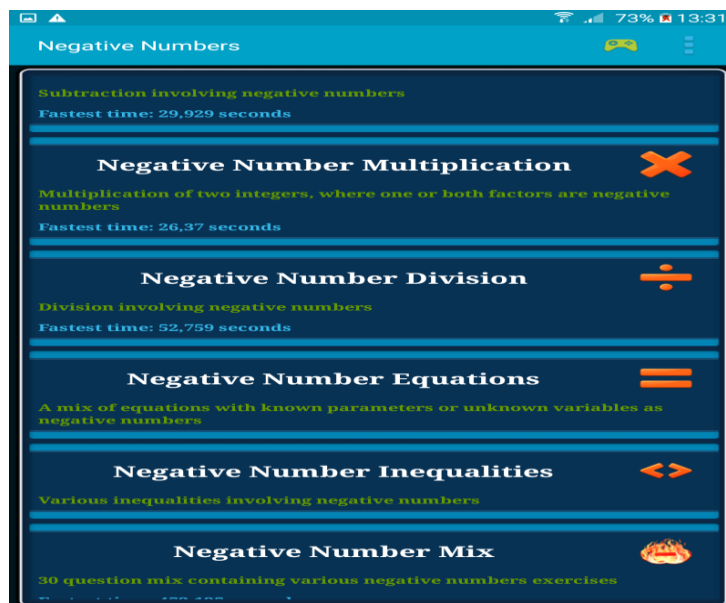 73% 13:31
Negative Numbers
Subtraction involving negative numbers
Fastest time: 29,929 seconds
Negative Number Multiplication
Multiplication of two integers, where one or both factors are negative
numbers
Fastest time: 26,37 seconds
Negative Number Division
Division involving negative numbers
Fastest time: 52,759 seconds
Negative Number Equations
A mix of equations with known parameters or unknown variables as
negative numbers
Negative Number Inequalities
Various inequalities involving negative numbers
Negative Number Mix
30 question mix containing various negative numbers exercises